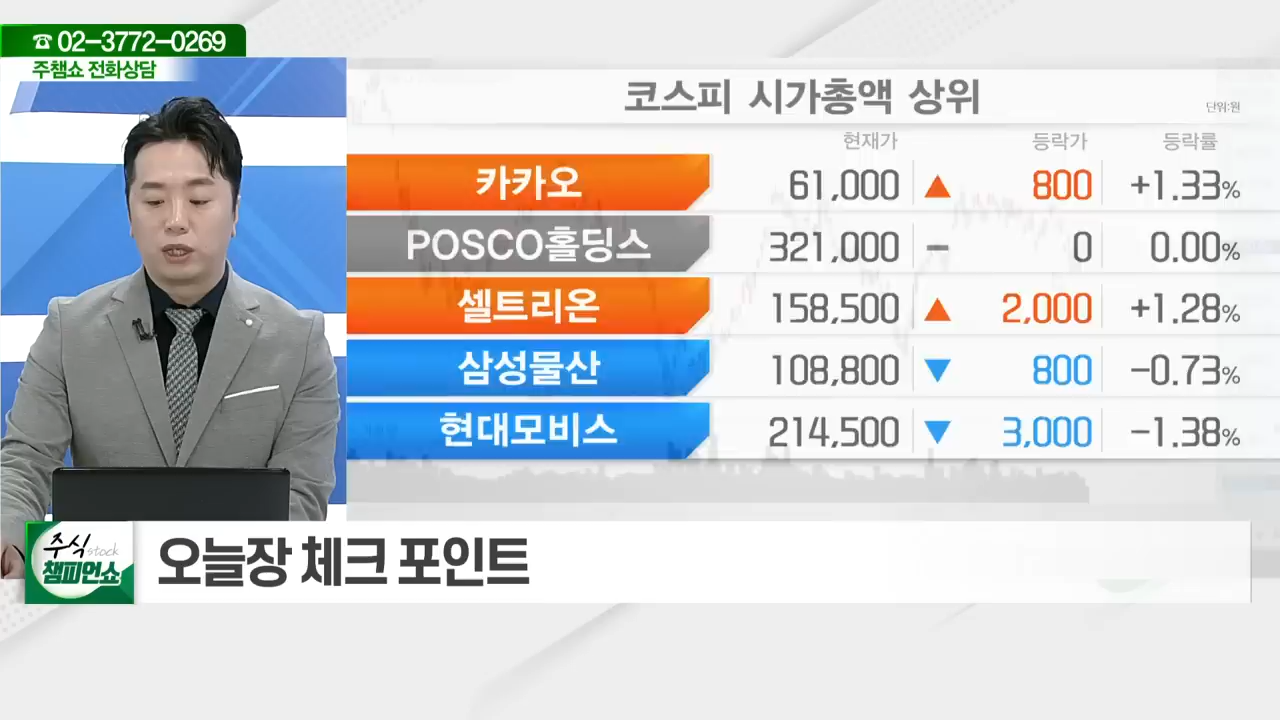 ☎ 02-3772-0269
주챔쇼 전화상담
코스피 시가총액 상위
단위:원
현재가 등락가 등락률
카카오 61,000 ▲ 800 +1.33%
POSCO홀딩스 321,000 - 0 0.00%
셀트리온 158,500 ▲ 2,000 +1.28%
삼성물산 108,800 ▼ 800 -0.73%
현대모비스 214,500 ▼ 3,000 -1.38%
주식 stock
챔피언쇼
오늘장 체크 포인트